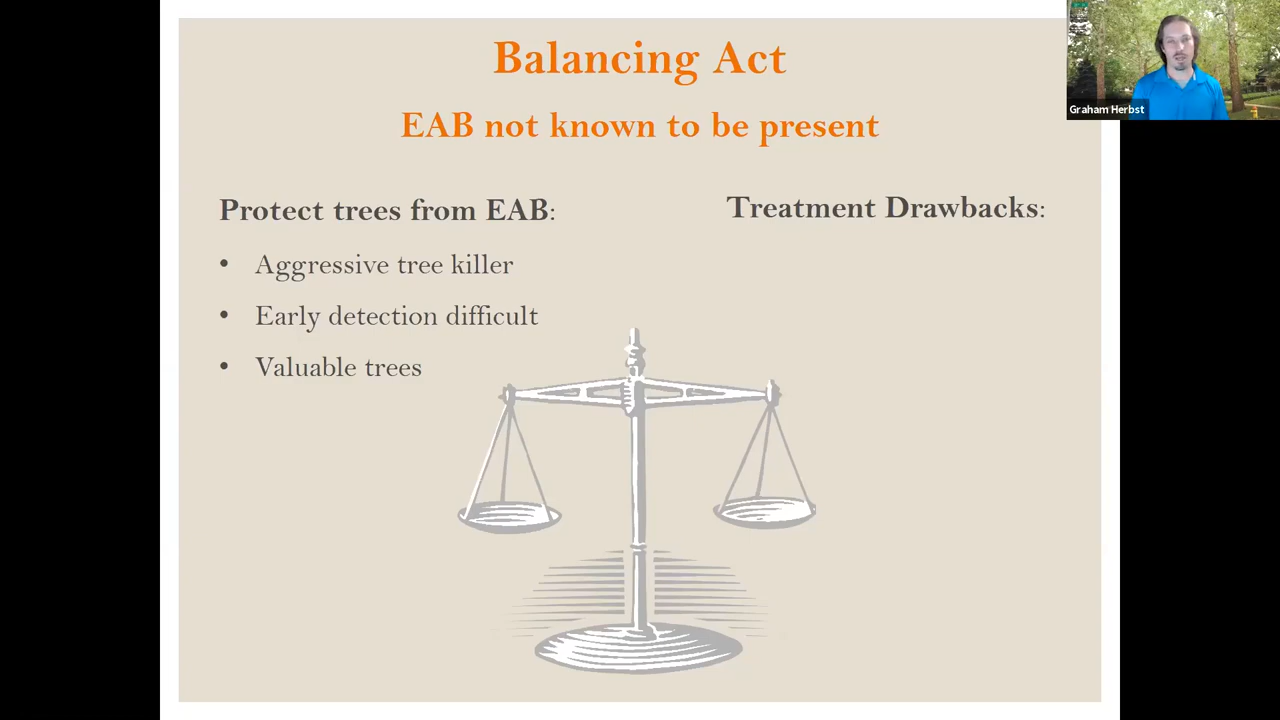 Balancing Act
EAB not known to be present
Graham Herbst
Protect trees from EAB:
• Aggressive tree killer
• Early detection difficult
• Valuable trees
Treatment Drawbacks: